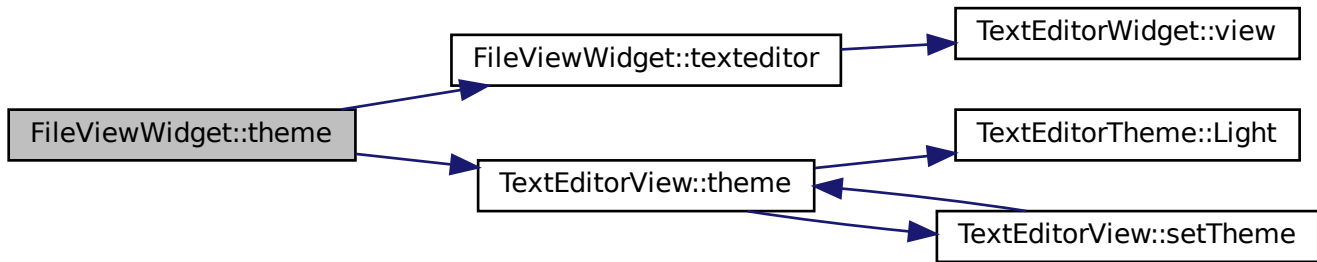 TextEditorWidget::view
FileViewWidget::texteditor
FileViewWidget::theme
TextEditorTheme::Light
TextEditorView::theme
TextEditorView::setTheme